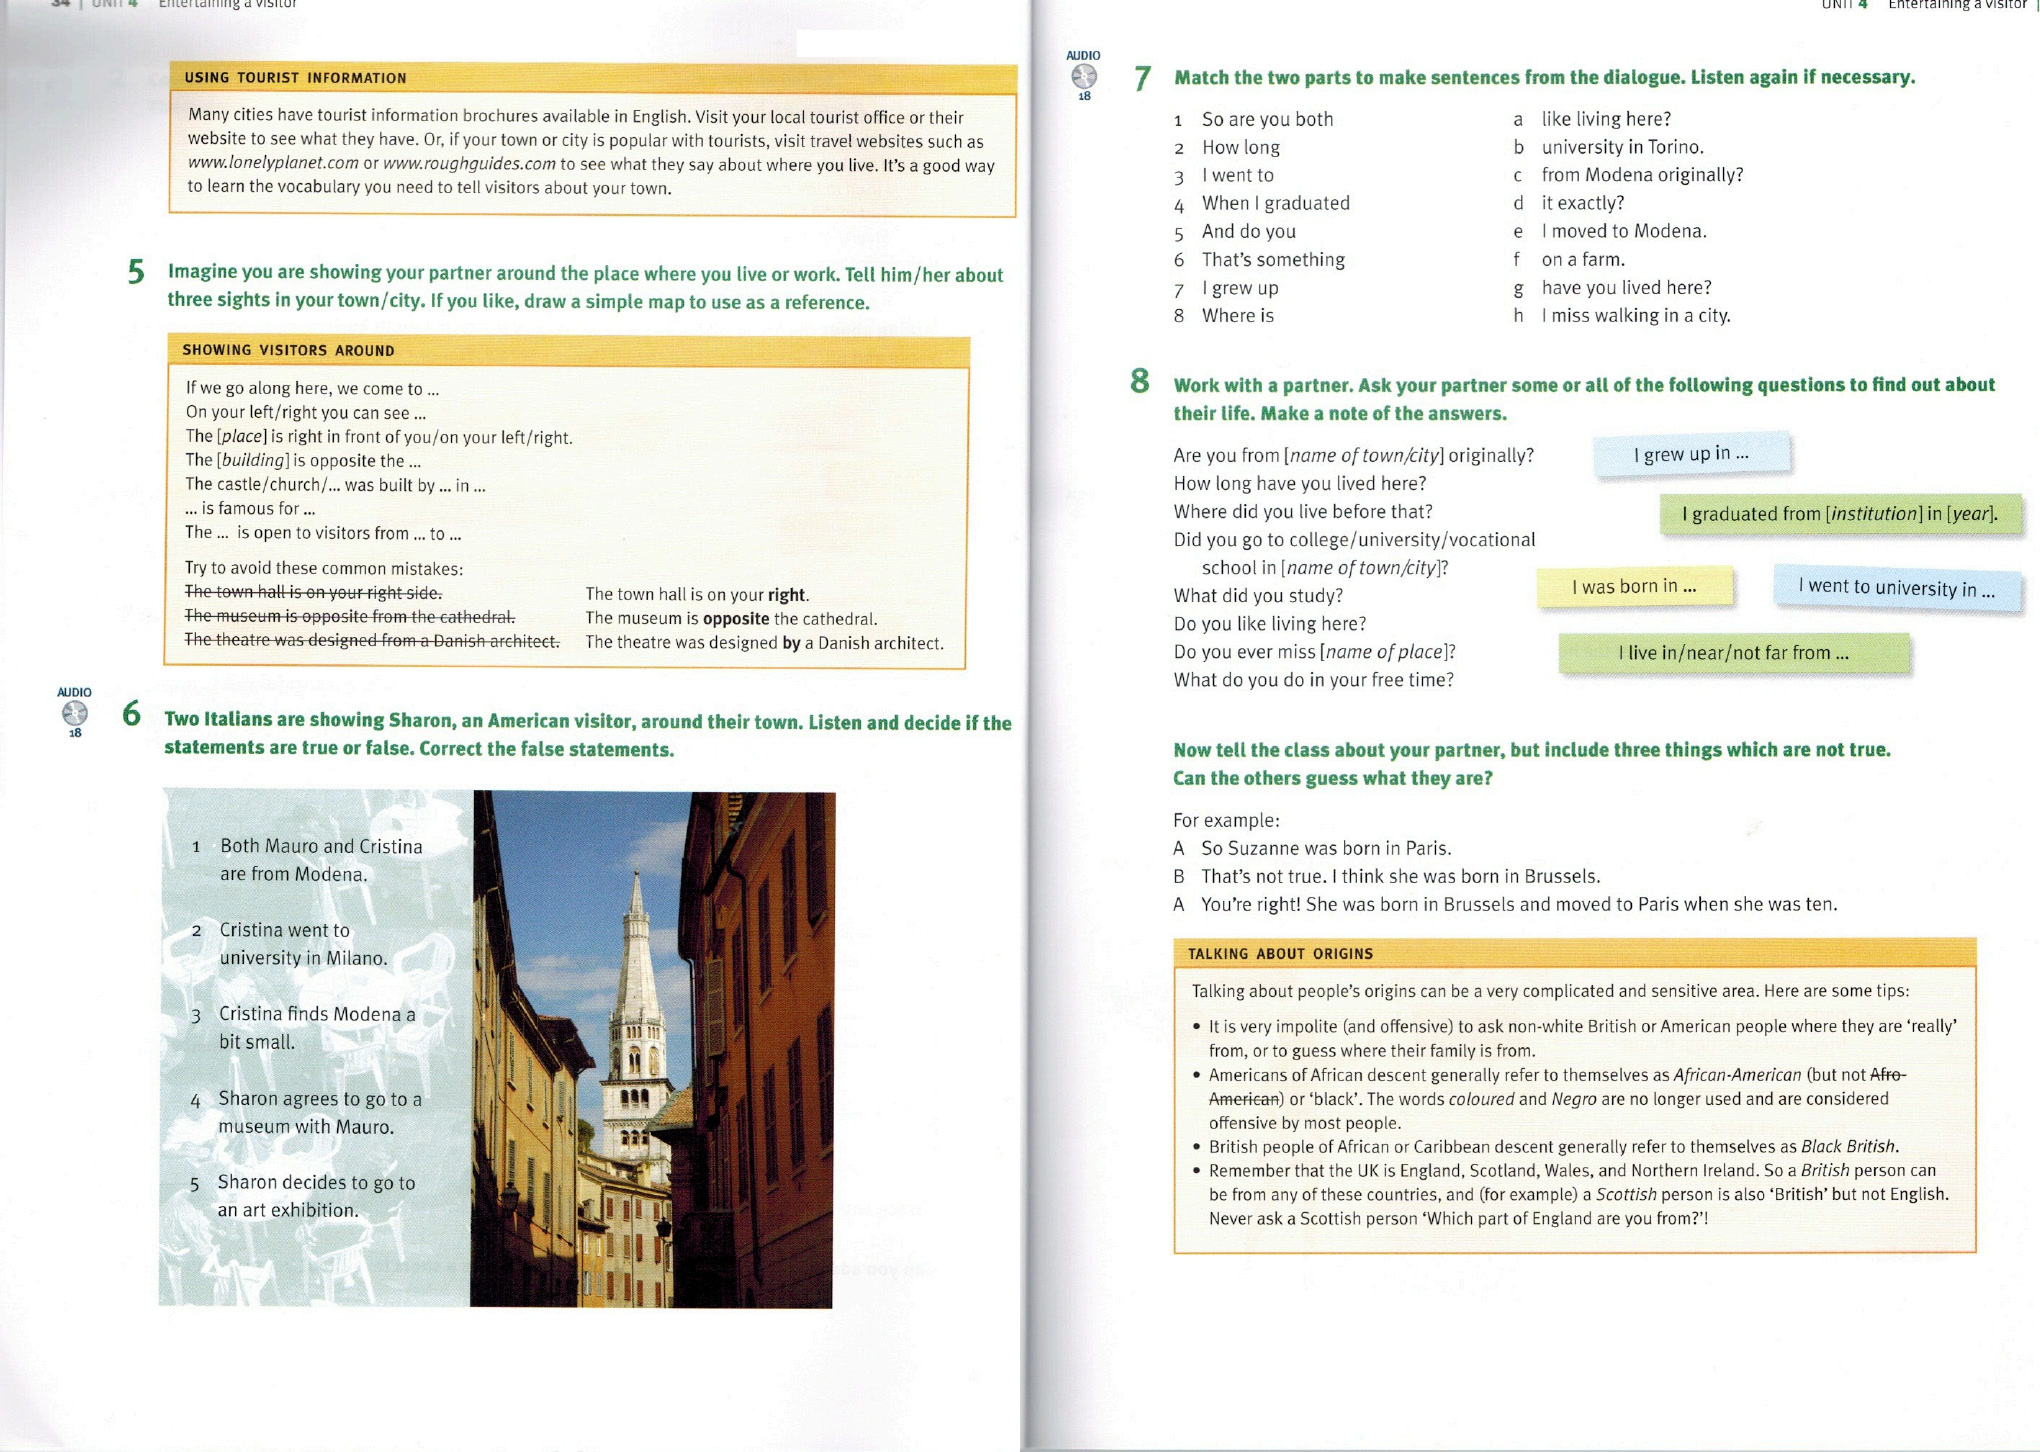 34 | UNIT 4 Entertaining a visitor
USING TOURIST INFORMATION
Many cities have tourist information brochures available in English. Visit your local tourist office or their
website to see what they have. Or, if your town or city is popular with tourists, visit travel websites such as
www.lonelyplanet.com or www.roughguides.com to see what they say about where you live. It's a good way
to learn the vocabulary you need to tell visitors about your town.
5 Imagine you are showing your partner around the place where you live or work. Tell him/her about
three sights in your town/city. If you like, draw a simple map to use as a reference.
SHOWING VISITORS AROUND
If we go along here, we come to ...
On your left/right you can see ...
The [place] is right in front of you/on your left/right.
The [building] is opposite the ...
The castle/church/... was built by ... in ...
... is famous for ...
The ... is open to visitors from ... to ...
Try to avoid these common mistakes:
The town hall is on your right side. The town hall is on your right.
The museum is opposite from the cathedral. The museum is opposite the cathedral.
The theatre was designed from a Danish architect. The theatre was designed by a Danish architect.
AUDIO
18
6 Two Italians are showing Sharon, an American visitor, around their town. Listen and decide if the
statements are true or false. Correct the false statements.
1 Both Mauro and Cristina
are from Modena.
2 Cristina went to
university in Milano.
3 Cristina finds Modena a
bit small.
4 Sharon agrees to go to a
museum with Mauro.
5 Sharon decides to go to
an art exhibition.
UNIT 4 Entertaining a visitor |
AUDIO
18
7 Match the two parts to make sentences from the dialogue. Listen again if necessary.
1 So are you both a like living here?
2 How long b university in Torino.
3 I went to c from Modena originally?
4 When I graduated d it exactly?
5 And do you e I moved to Modena.
6 That's something f on a farm.
7 I grew up g have you lived here?
8 Where is h I miss walking in a city.
8 Work with a partner. Ask your partner some or all of the following questions to find out about
their life. Make a note of the answers.
Are you from [name of town/city] originally?
How long have you lived here?
Where did you live before that?
Did you go to college/university/vocational
school in [name of town/city]?
What did you study?
Do you like living here?
Do you ever miss [name of place]?
What do you do in your free time?
I grew up in ...
I graduated from [institution] in [year].
I was born in ...
I went to university in ...
I live in/near/not far from ...
Now tell the class about your partner, but include three things which are not true.
Can the others guess what they are?
For example:
A So Suzanne was born in Paris.
B That's not true. I think she was born in Brussels.
A You're right! She was born in Brussels and moved to Paris when she was ten.
TALKING ABOUT ORIGINS
Talking about people's origins can be a very complicated and sensitive area. Here are some tips:
• It is very impolite (and offensive) to ask non-white British or American people where they are 'really'
from, or to guess where their family is from.
• Americans of African descent generally refer to themselves as African-American (but not Afro-
American) or 'black'. The words coloured and Negro are no longer used and are considered
offensive by most people.
• British people of African or Caribbean descent generally refer to themselves as Black British.
• Remember that the UK is England, Scotland, Wales, and Northern Ireland. So a British person can
be from any of these countries, and (for example) a Scottish person is also 'British' but not English.
Never ask a Scottish person 'Which part of England are you from?'!